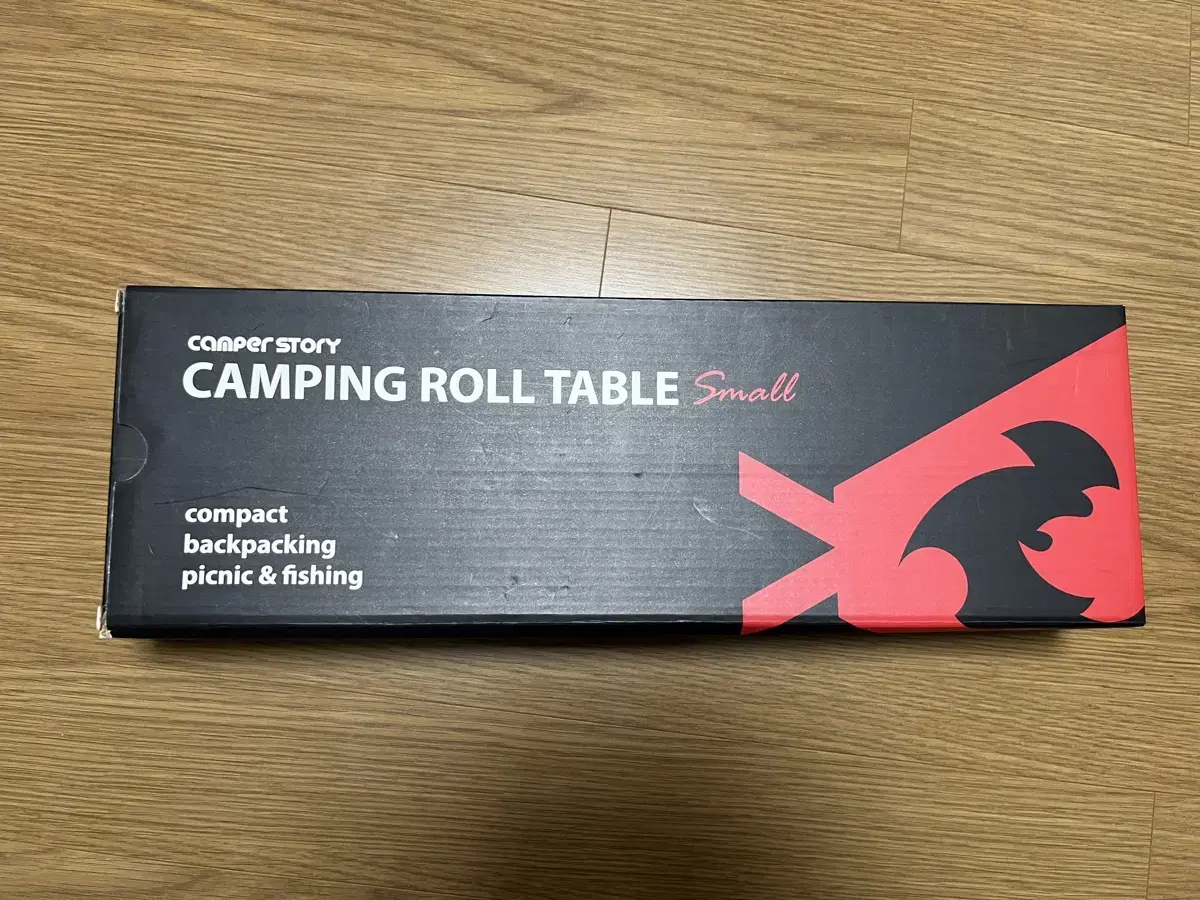 camper story
CAMPING ROLL TABLE Small
compact
backpacking
picnic & fishing